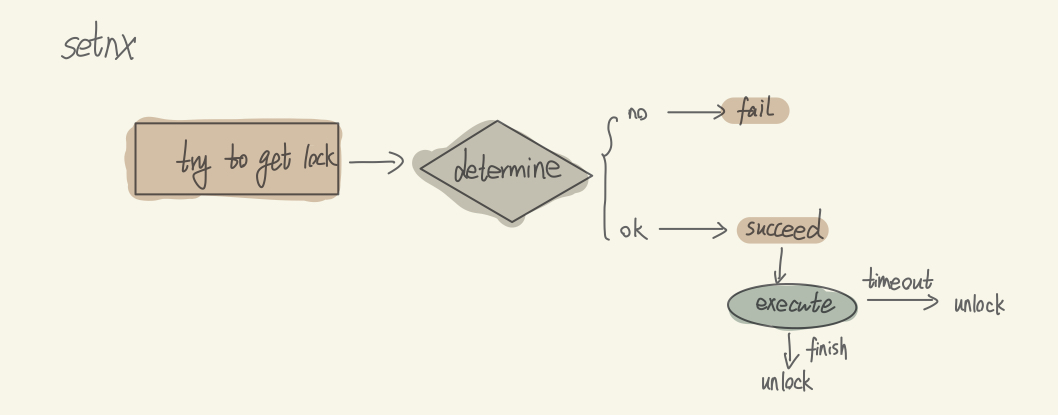 setnx
try to get lock
determine
no
fail
ok
succeed
execute
timeout
unlock
finish
unlock